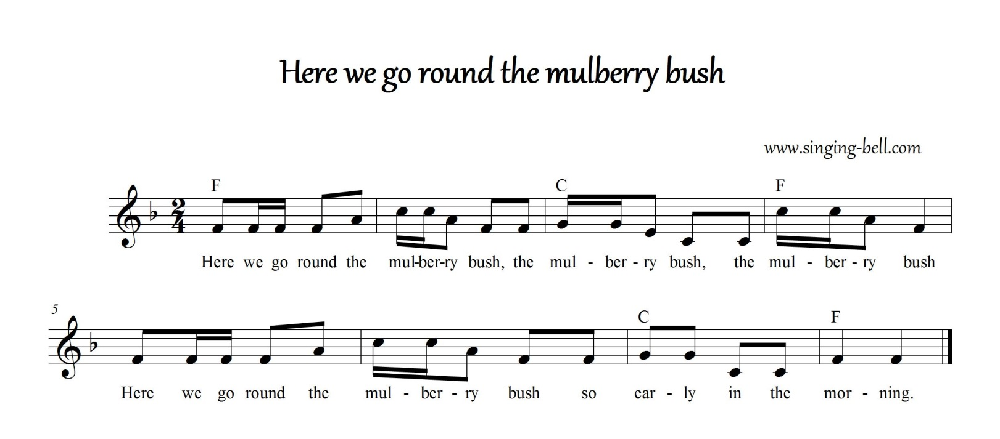 Here we go round the mulberry bush
www.singing-bell.com
F C F
2
4
Here we go round the mul-ber-ry bush, the mul - ber - ry bush, the mul - ber - ry bush
5
C F
Here we go round the mul - ber - ry bush so ear - ly in the mor - ning.